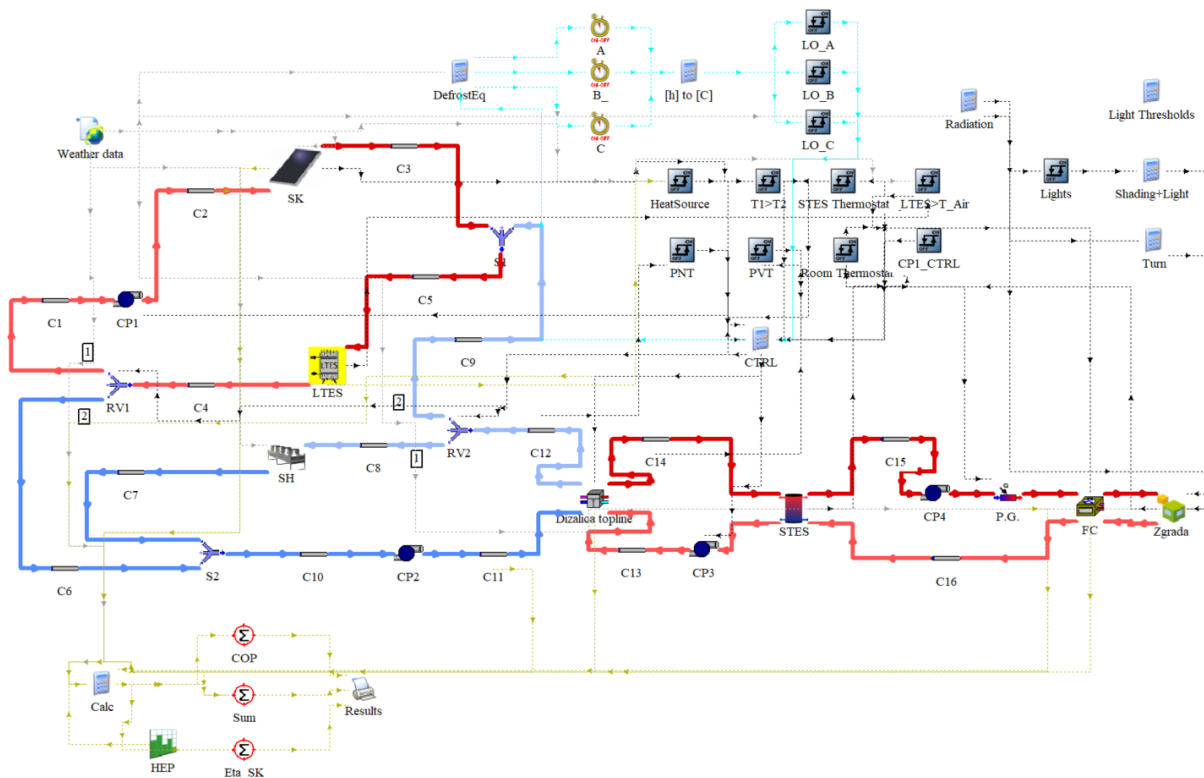 A
LO_A
DefrostEq
B_
[h] to [C]
LO_B
Radiation
Light Thresholds
C
LO_C
Weather data
SK
C3
HeatSource
T1>T2
STES Thermostat
_LTES>T_Air
Lights
Shading+Light
C2
S1
PNT
PVT
Room Thermostat
CP1_CTRL
Turn
C1
CP1
C5
1
C9
CTRL
LTES
LTES
RV1
C4
2
2
RV2
C12
C14
C15
1
C8
SH
C7
Dizalica topline
STES
CP4
P.G.
FC
Zgrada
C6
S2
C10
CP2
C11
C13
CP3
C16
COP
Calc
Sum
Results
HEP
Eta_SK